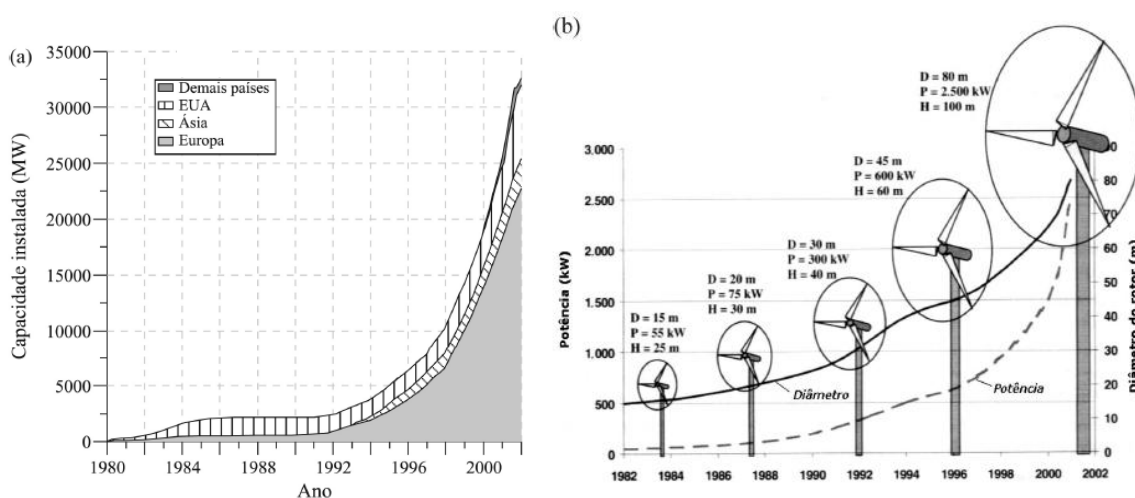 (a)
Capacidade instalada (MW)
35000
30000
25000
20000
15000
10000
5000
0
Demais países
EUA
Ásia
Europa
1980
1984
1988
1992
1996
2000
Ano
(b)
Potência (kW)
3.000
2.500
2.000
1.500
1.000
500
0
D = 15 m
P = 55 kW
H = 25 m
D = 20 m
P = 75 kW
H = 30 m
D = 30 m
P = 300 kW
H = 40 m
D = 45 m
P = 600 kW
H = 60 m
D = 80 m
P = 2.500 kW
H = 100 m
Diâmetro
Potência
90
80
70
60
50
40
30
20
10
0
Diâmetro do rotor (m)
1982
1984
1986
1988
1990
1992
1994
1996
1998
2000
2002